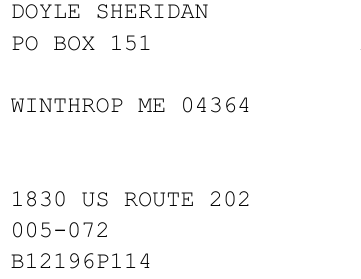 DOYLE SHERIDAN
PO BOX 151
WINTHROP ME 04364
1830 US ROUTE 202
005-072
B12196P114